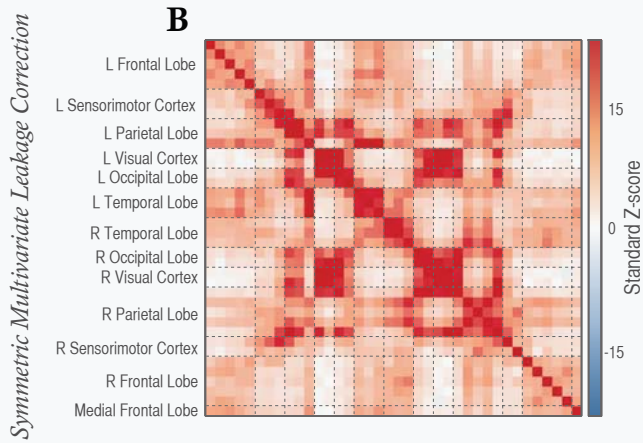 B
Symmetric Multivariate Leakage Correction
L Frontal Lobe
L Sensorimotor Cortex
L Parietal Lobe
L Visual Cortex
L Occipital Lobe
L Temporal Lobe
R Temporal Lobe
R Occipital Lobe
R Visual Cortex
R Parietal Lobe
R Sensorimotor Cortex
R Frontal Lobe
Medial Frontal Lobe
15
0
-15
Standard Z-score